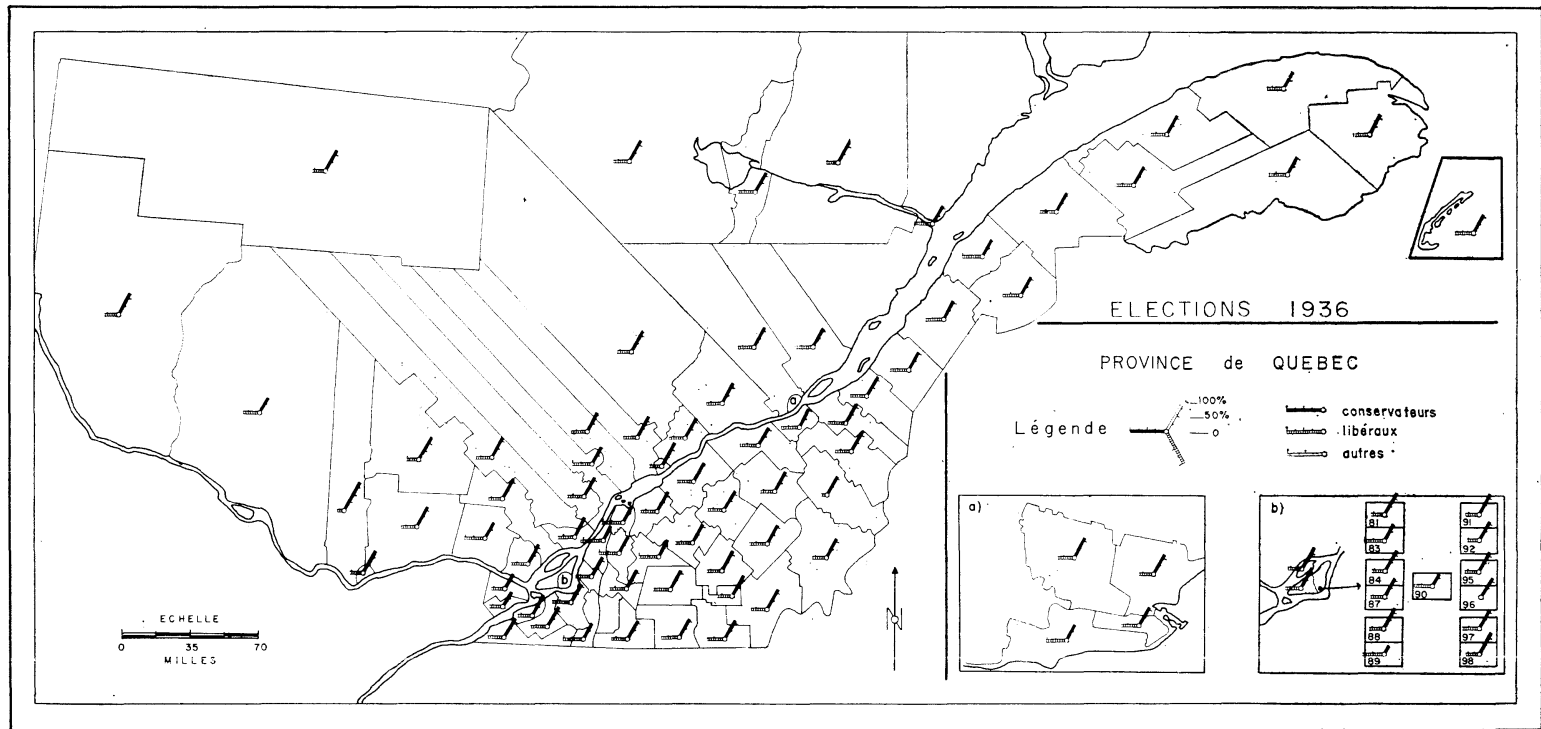 ELECTIONS 1936
PROVINCE de QUEBEC
Légende
100%
50%
0
conservateurs
libéraux
autres
a
b
ECHELLE
0 35 70
MILLES
N
a)
b)
81
83
84
87
88
89
90
91
92
95
96
97
98